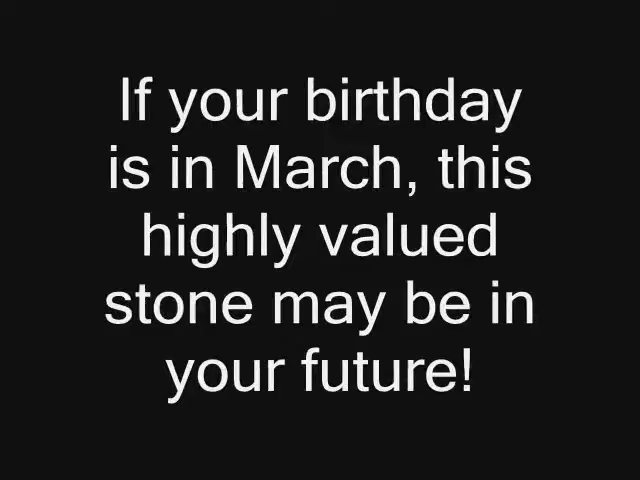 If your birthday
is in March, this
highly valued
stone may be in
your future!